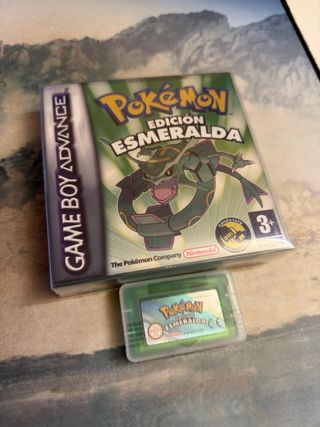 GAME BOY ADVANCE
POKéMON
EDICIÓN
ESMERALDA
3+
The Pokémon Company
Nintendo
POKéMON
ESMERALDA